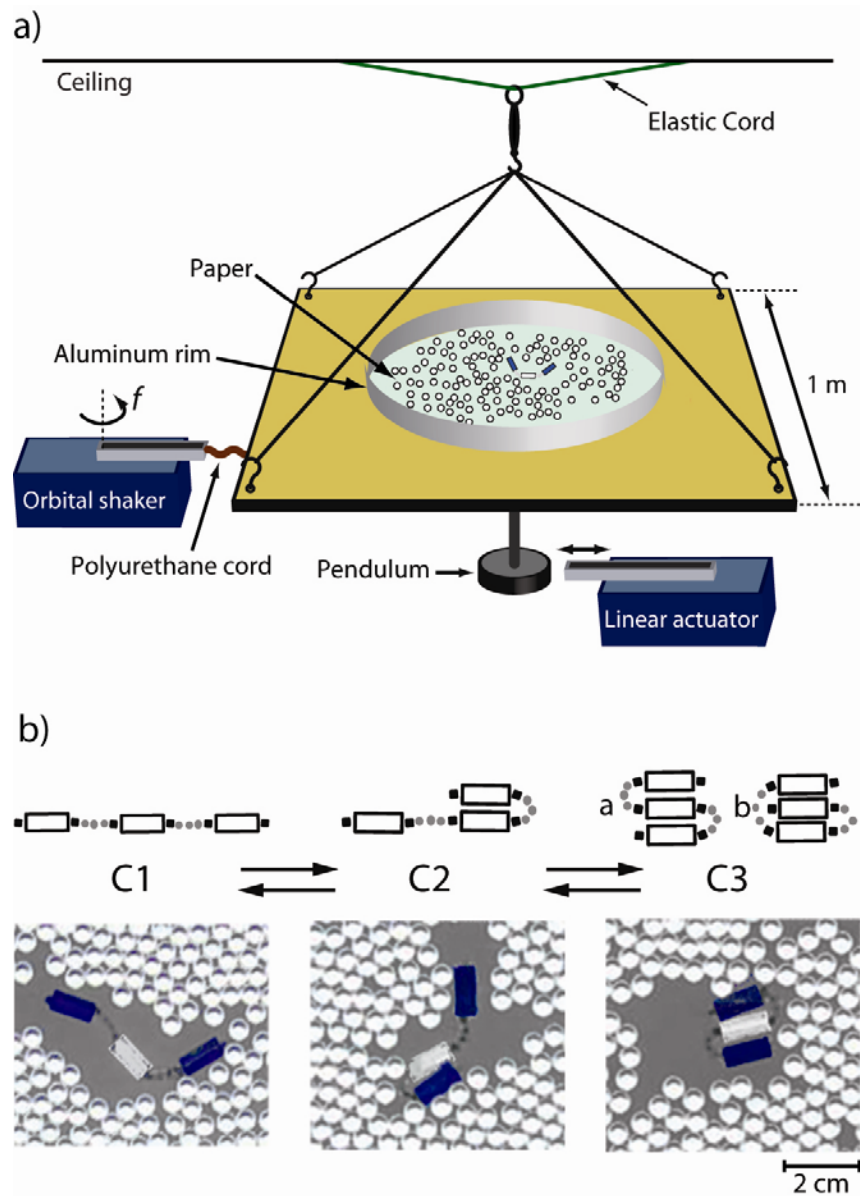 a)
Ceiling
Elastic Cord
Paper
Aluminum rim
1 m
f
Orbital shaker
Polyurethane cord
Pendulum
Linear actuator
b)
a
b
C1
C2
C3
2 cm